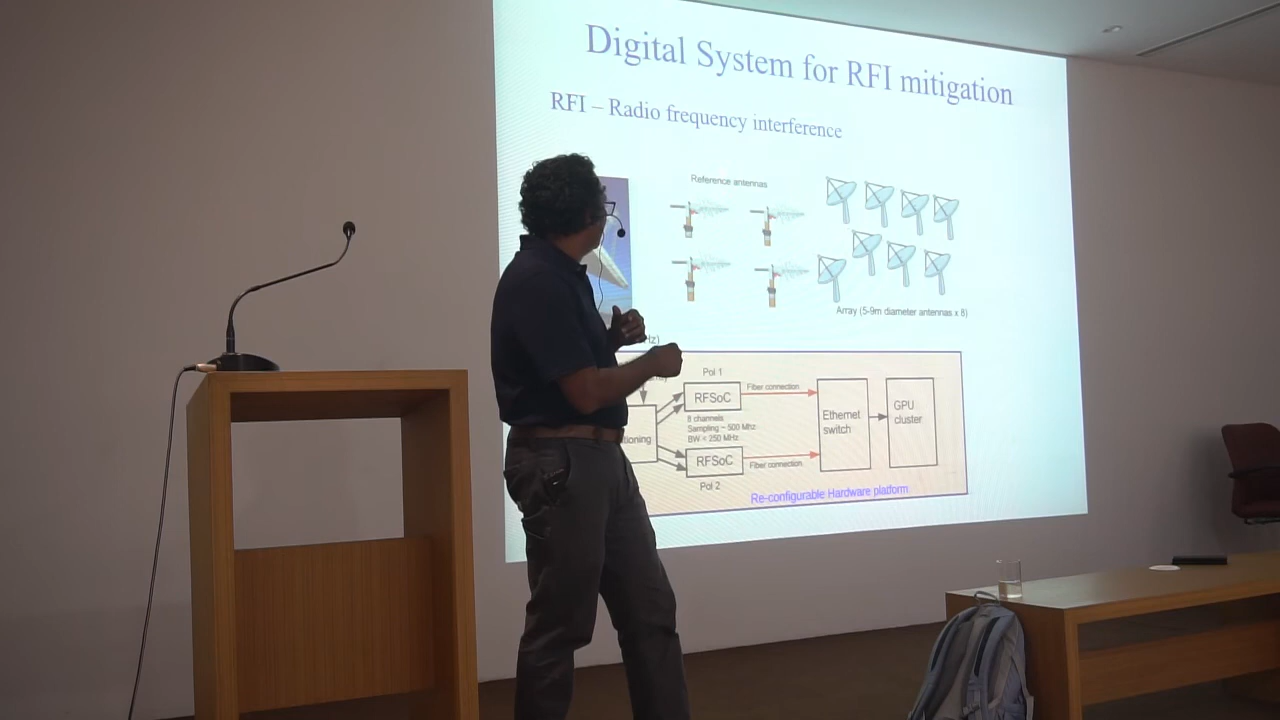 Digital System for RFI mitigation
RFI – Radio frequency interference
Reference antennas
Array (5-9m diameter antennas x 8)
Hz)
Pol 1
RFSoC
Fiber connection
8 channels
Sampling ~ 500 Mhz
BW < 250 MHz
tioning
RFSoC
Fiber connection
Pol 2
Ethernet
switch
GPU
cluster
Re-configurable Hardware platform